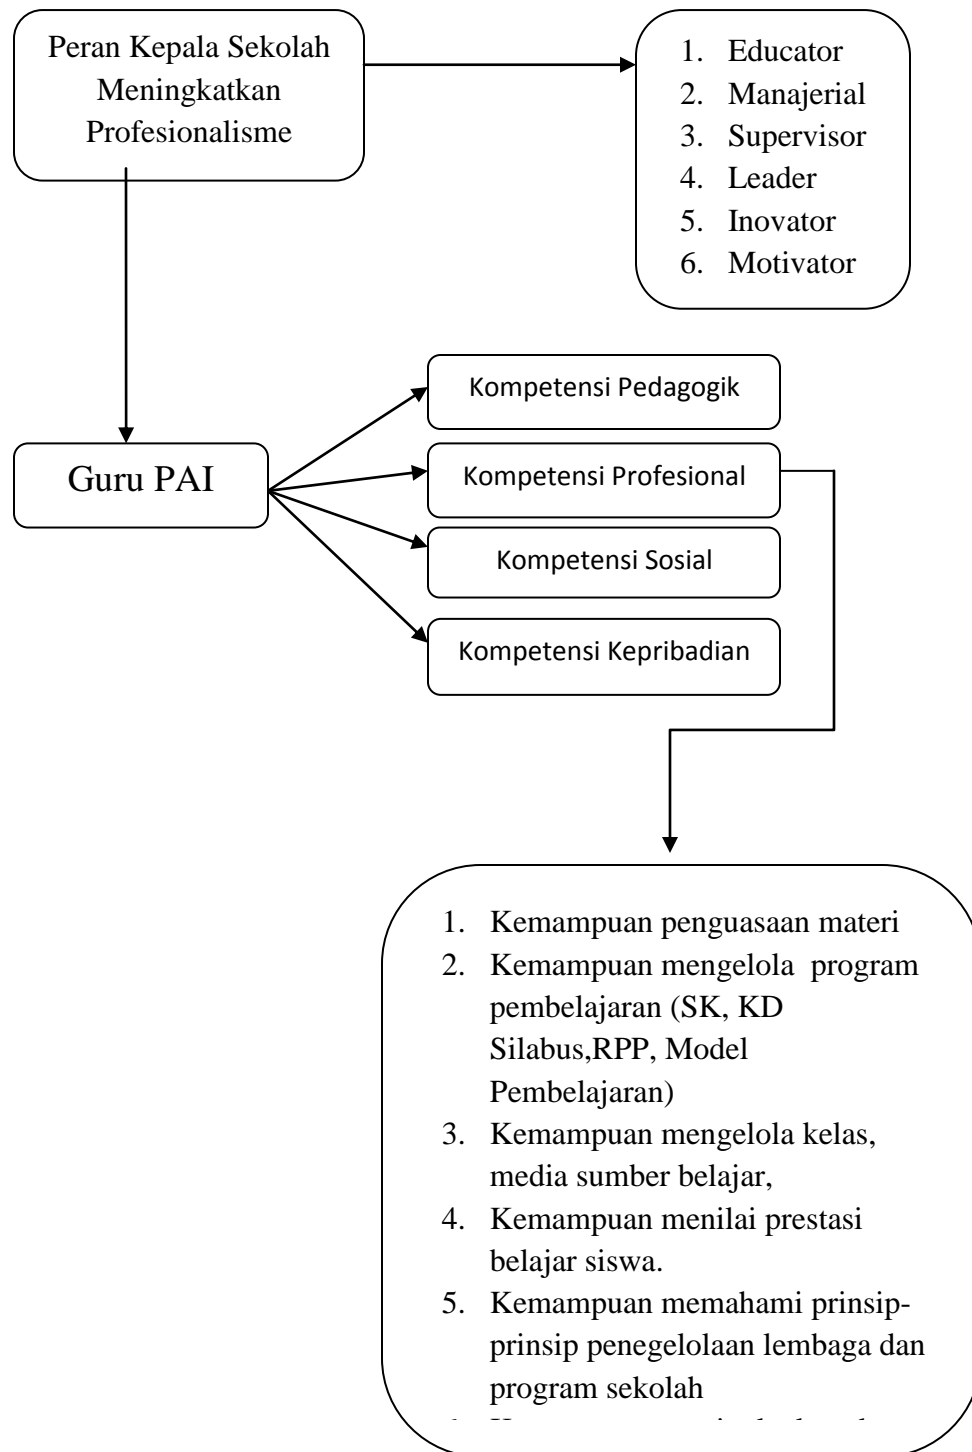 Peran Kepala Sekolah
Meningkatkan
Profesionalisme
1. Educator
2. Manajerial
3. Supervisor
4. Leader
5. Inovator
6. Motivator
Kompetensi Pedagogik
Guru PAI
Kompetensi Profesional
Kompetensi Sosial
Kompetensi Kepribadian
1. Kemampuan penguasaan materi
2. Kemampuan mengelola  program
pembelajaran (SK, KD
Silabus,RPP, Model
Pembelajaran)
3. Kemampuan mengelola kelas,
media sumber belajar,
4. Kemampuan menilai prestasi
belajar siswa.
5. Kemampuan memahami prinsip-
prinsip penegelolaan lembaga dan
program sekolah